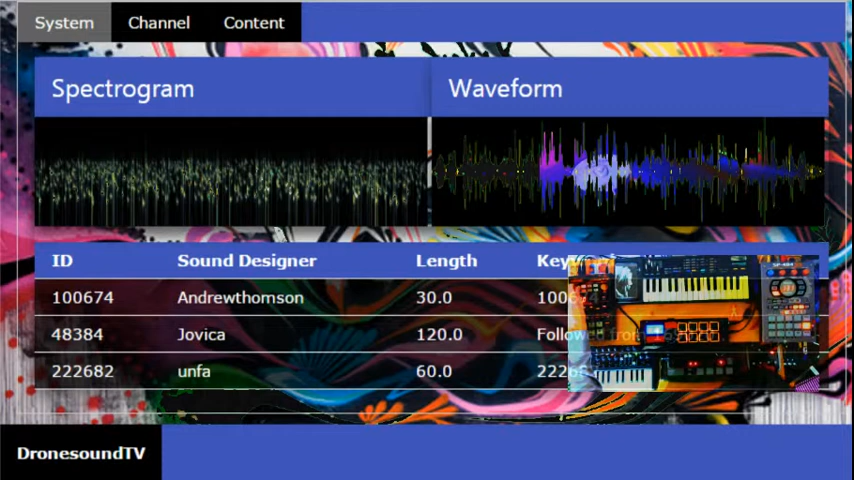 System Channel Content
Spectrogram Waveform
ID Sound Designer Length
100674 Andrewthomson 30.0
48384 Jovica 120.0
222682 unfa 60.0
DronesoundTV